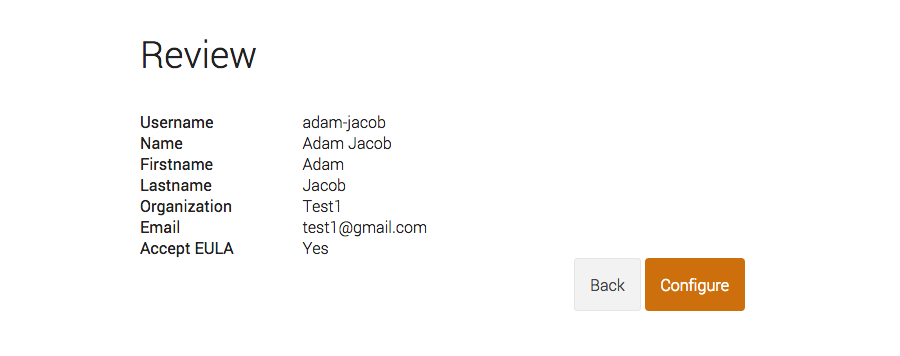 Review
Username adam-jacob
Name Adam Jacob
Firstname Adam
Lastname Jacob
Organization Test1
Email test1@gmail.com
Accept EULA Yes
Back Configure